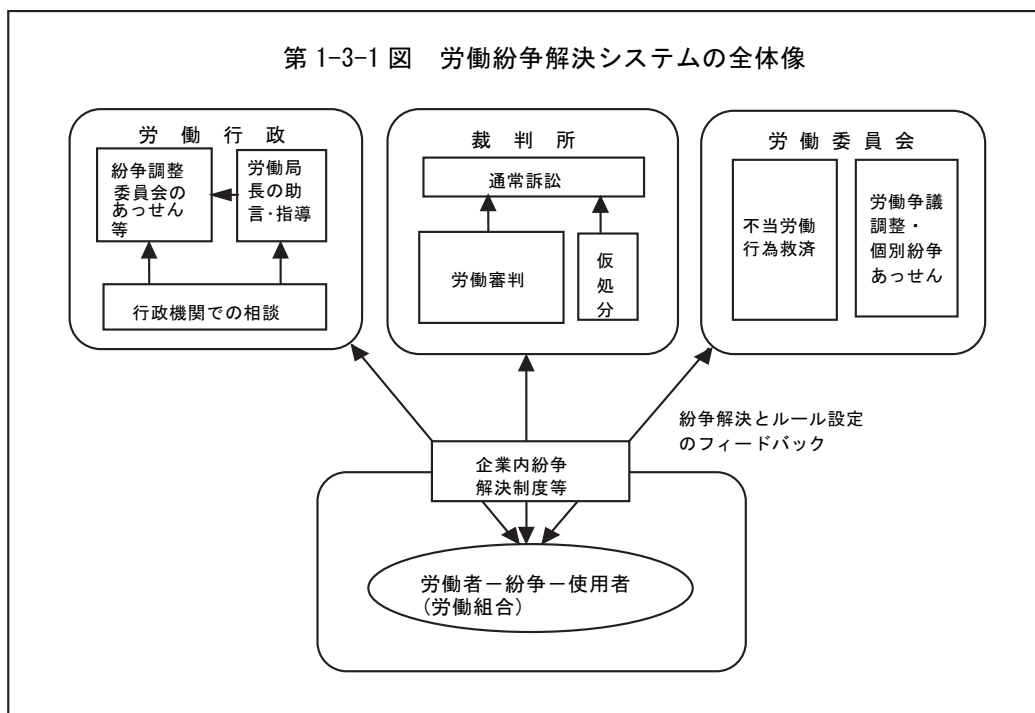 第 1-3-1 図　労働紛争解決システムの全体像
労 働 行 政
紛争調整
委員会の
あっせん
等
労働局
長の助
言・指導
行政機関での相談
裁 判 所
通常訴訟
労働審判
仮
処
分
労 働 委 員 会
不当労働
行為救済
労働争議
調整・
個別紛争
あっせん
紛争解決とルール設定
のフィードバック
企業内紛争
解決制度等
労働者－紛争－使用者
(労働組合)